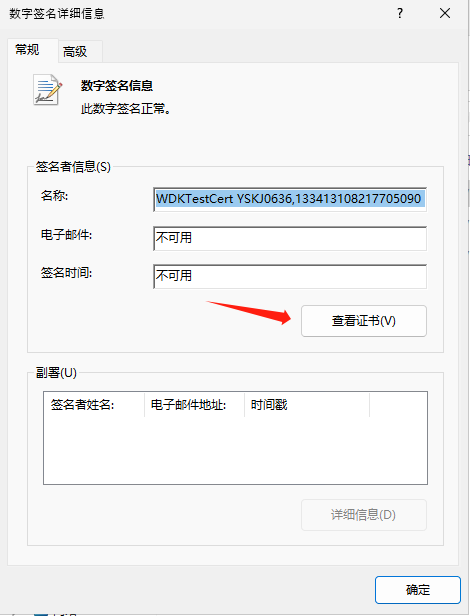 数字签名详细信息
?
常规
高级
数字签名信息
此数字签名正常。
签名者信息(S)
名称:
WDKTestCert YSKJ0636,133413108217705090
电子邮件:
不可用
签名时间:
不可用
查看证书(V)
副署(U)
签名者姓名: 电子邮件地址: 时间戳
详细信息(D)
确定